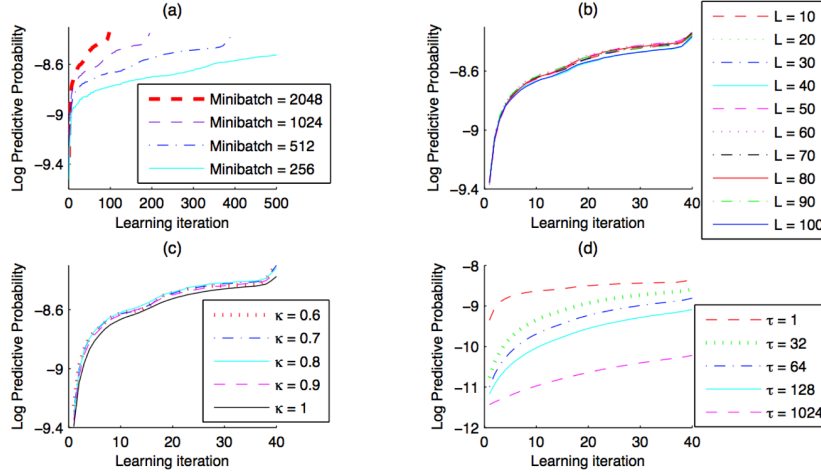 (a)
Log Predictive Probability
-8.6
-9
-9.4
0 100 200 300 400 500
Learning iteration
Minibatch = 2048
Minibatch = 1024
Minibatch = 512
Minibatch = 256
(b)
Log Predictive Probability
-8.6
-9
-9.4
0 10 20 30 40
Learning iteration
L = 10
L = 20
L = 30
L = 40
L = 50
L = 60
L = 70
L = 80
L = 90
L = 100
(c)
Log Predictive Probability
-8.6
-9
-9.4
0 10 20 30 40
Learning iteration
κ = 0.6
κ = 0.7
κ = 0.8
κ = 0.9
κ = 1
(d)
Log Predictive Probability
-8
-9
-10
-11
-12
0 10 20 30 40
Learning iteration
τ = 1
τ = 32
τ = 64
τ = 128
τ = 1024